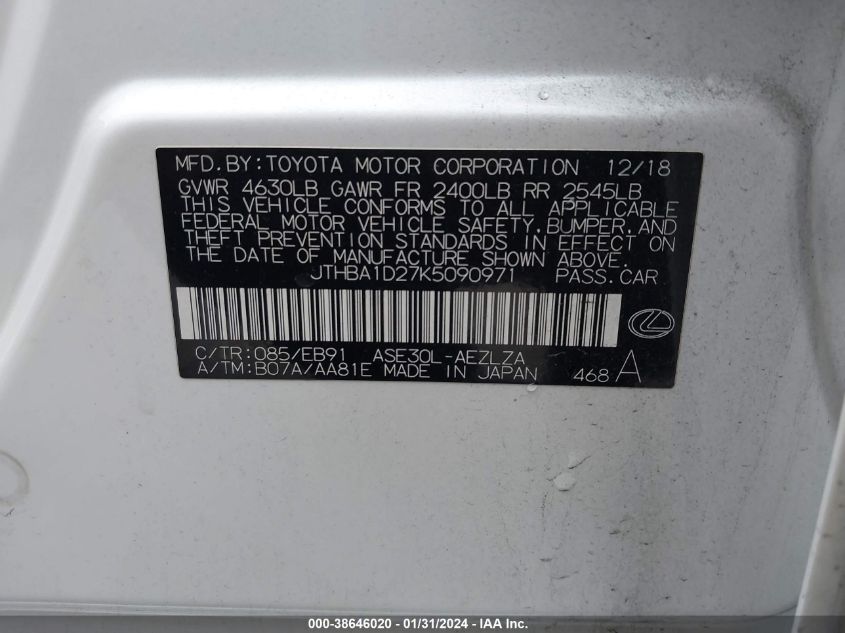 MFD.BY:TOYOTA MOTOR CORPORATION 12/18
GVWR 4630LB GAWR FR 2400LB RR 2545LB
THIS VEHICLE CONFORMS TO ALL APPLICABLE
FEDERAL MOTOR VEHICLE SAFETY,BUMPER,AND
THEFT PREVENTION STANDARDS IN EFFECT ON
THE DATE OF MANUFACTURE SHOWN ABOVE.
JTHBA1D27K5090971 PASS.CAR
C/TR:085/EB91 ASE30L-AEZLZA
A/TM:B07A/AA81E MADE IN JAPAN 468 A
000-38646020 - 01/31/2024 - IAA Inc.